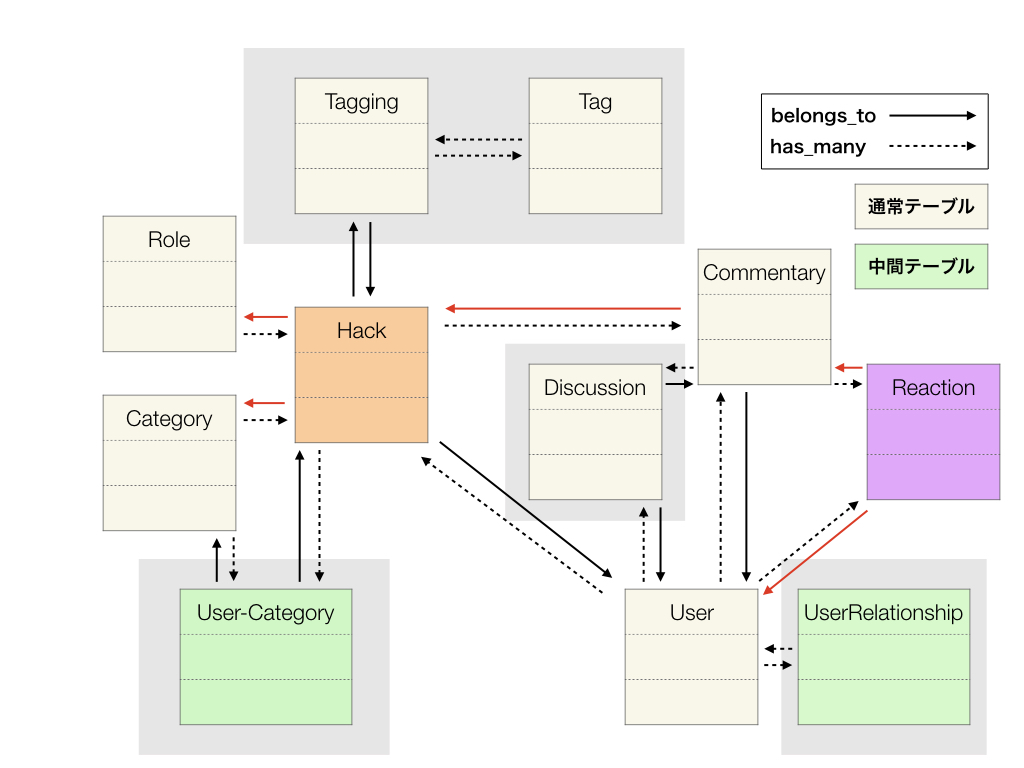 Tagging
Tag
belongs_to
has_many
通常テーブル
中間テーブル
Role
Commentary
Hack
Discussion
Reaction
Category
User-Category
User
UserRelationship